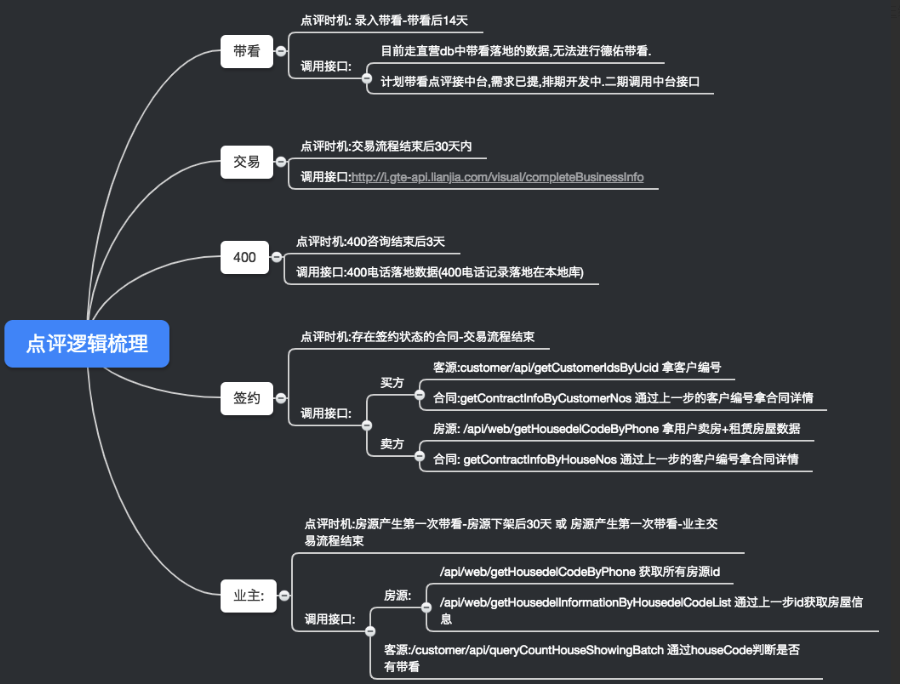 点评时机: 录入带看-带看后14天
带看
目前走直营db中带看落地的数据,无法进行德佑带看.
调用接口:
计划带看点评接中台,需求已提,排期开发中.二期调用中台接口
点评时机:交易流程结束后30天内
交易
调用接口:http://i.gte-api.lianjia.com/visual/completeBusinessInfo
点评时机:400咨询结束后3天
400
调用接口:400电话落地数据(400电话记录落地在本地库)
点评逻辑梳理
点评时机:存在签约状态的合同-交易流程结束
签约
客源:customer/api/getCustomerIdsByUcid 拿客户编号
买方
合同:getContractInfoByCustomerNos 通过上一步的客户编号拿合同详情
调用接口:
房源: /api/web/getHousedelCodeByPhone 拿用户卖房+租赁房屋数据
卖方
合同: getContractInfoByHouseNos 通过上一步的客户编号拿合同详情
点评时机:房源产生第一次带看-房源下架后30天 或 房源产生第一次带看-业主交
易流程结束
业主:
/api/web/getHousedelCodeByPhone 获取所有房源id
房源:
/api/web/getHousedelInformationByHousedelCodeList 通过上一步id获取房屋信
息
调用接口:
客源:/customer/api/queryCountHouseShowingBatch 通过houseCode判断是否
有带看